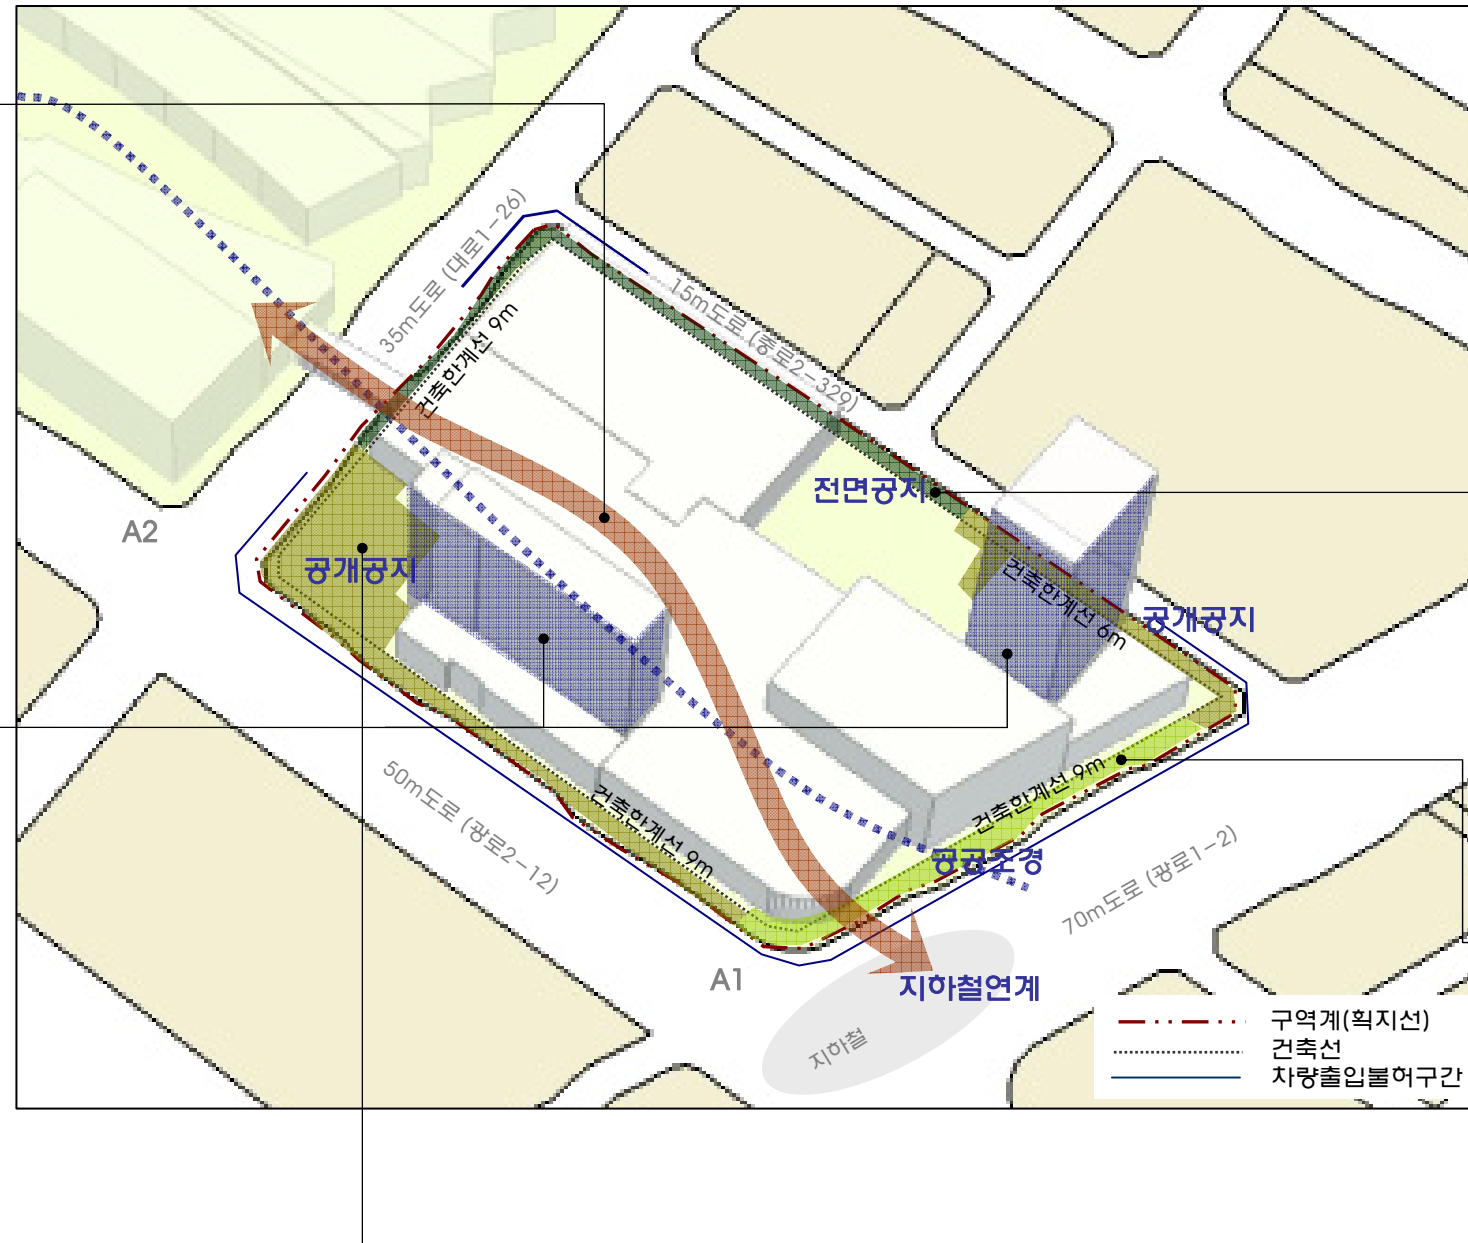 35m도로 (대로1-26)
15m도로 (중로2-329)
건축한계선 9m
전면공지
A2
공개공지
건축한계선 6m
공개공지
50m도로 (광로2-12)
건축한계선 9m
건축한계선 9m
공공조경
70m도로 (광로1-2)
A1
지하철연계
지하철
구역계(획지선)
건축선
차량출입불허구간